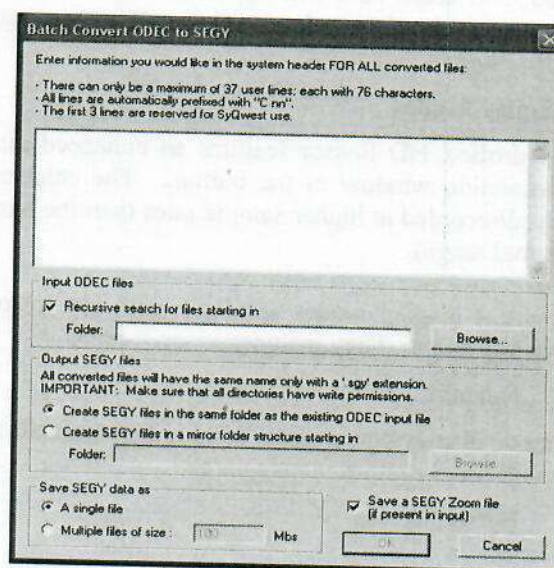 Batch Convert ODEC to SEGY
Enter information you would like in the system header FOR ALL converted files:
- There can only be a maximum of 37 user lines; each with 76 characters.
- All lines are automatically prefixed with "C nn".
- The first 3 lines are reserved for SyQwest use.
Input ODEC files
Recursive search for files starting in
Folder:
Browse...
Output SEGY files
All converted files will have the same name only with a '.sgy' extension.
IMPORTANT: Make sure that all directories have write permissions.
Create SEGY files in the same folder as the existing ODEC input file
Create SEGY files in a mirror folder structure starting in
Folder:
Browse
Save SEGY data as
A single file
Multiple files of size : 100 Mbs
Save a SEGY Zoom file
(if present in input)
OK
Cancel